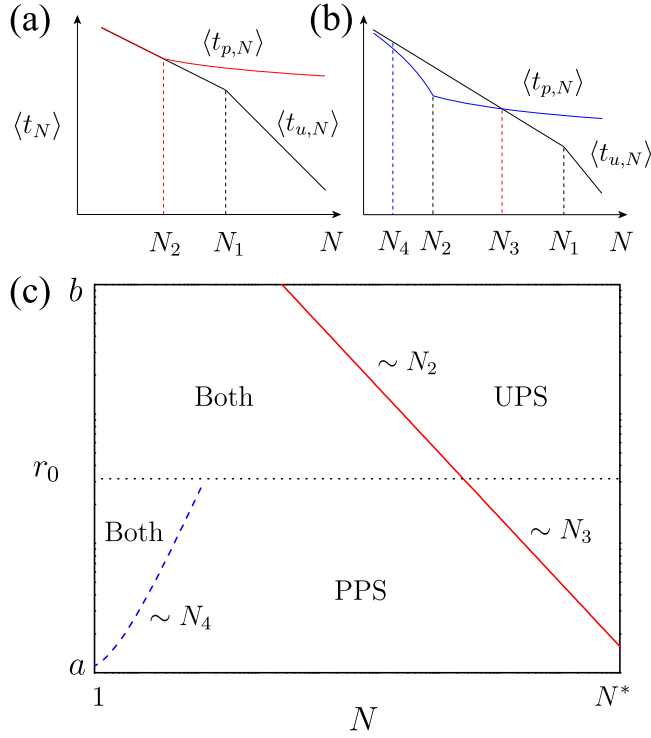 (a)
⟨t_{p,N}⟩
⟨t_N⟩
⟨t_{u,N}⟩
N_2 N_1 N
(b)
⟨t_{p,N}⟩
⟨t_{u,N}⟩
N_4 N_2 N_3 N_1 N
(c)
b
∼ N_2
Both UPS
r_0
Both ∼ N_3
PPS
∼ N_4
a
1 N*
N